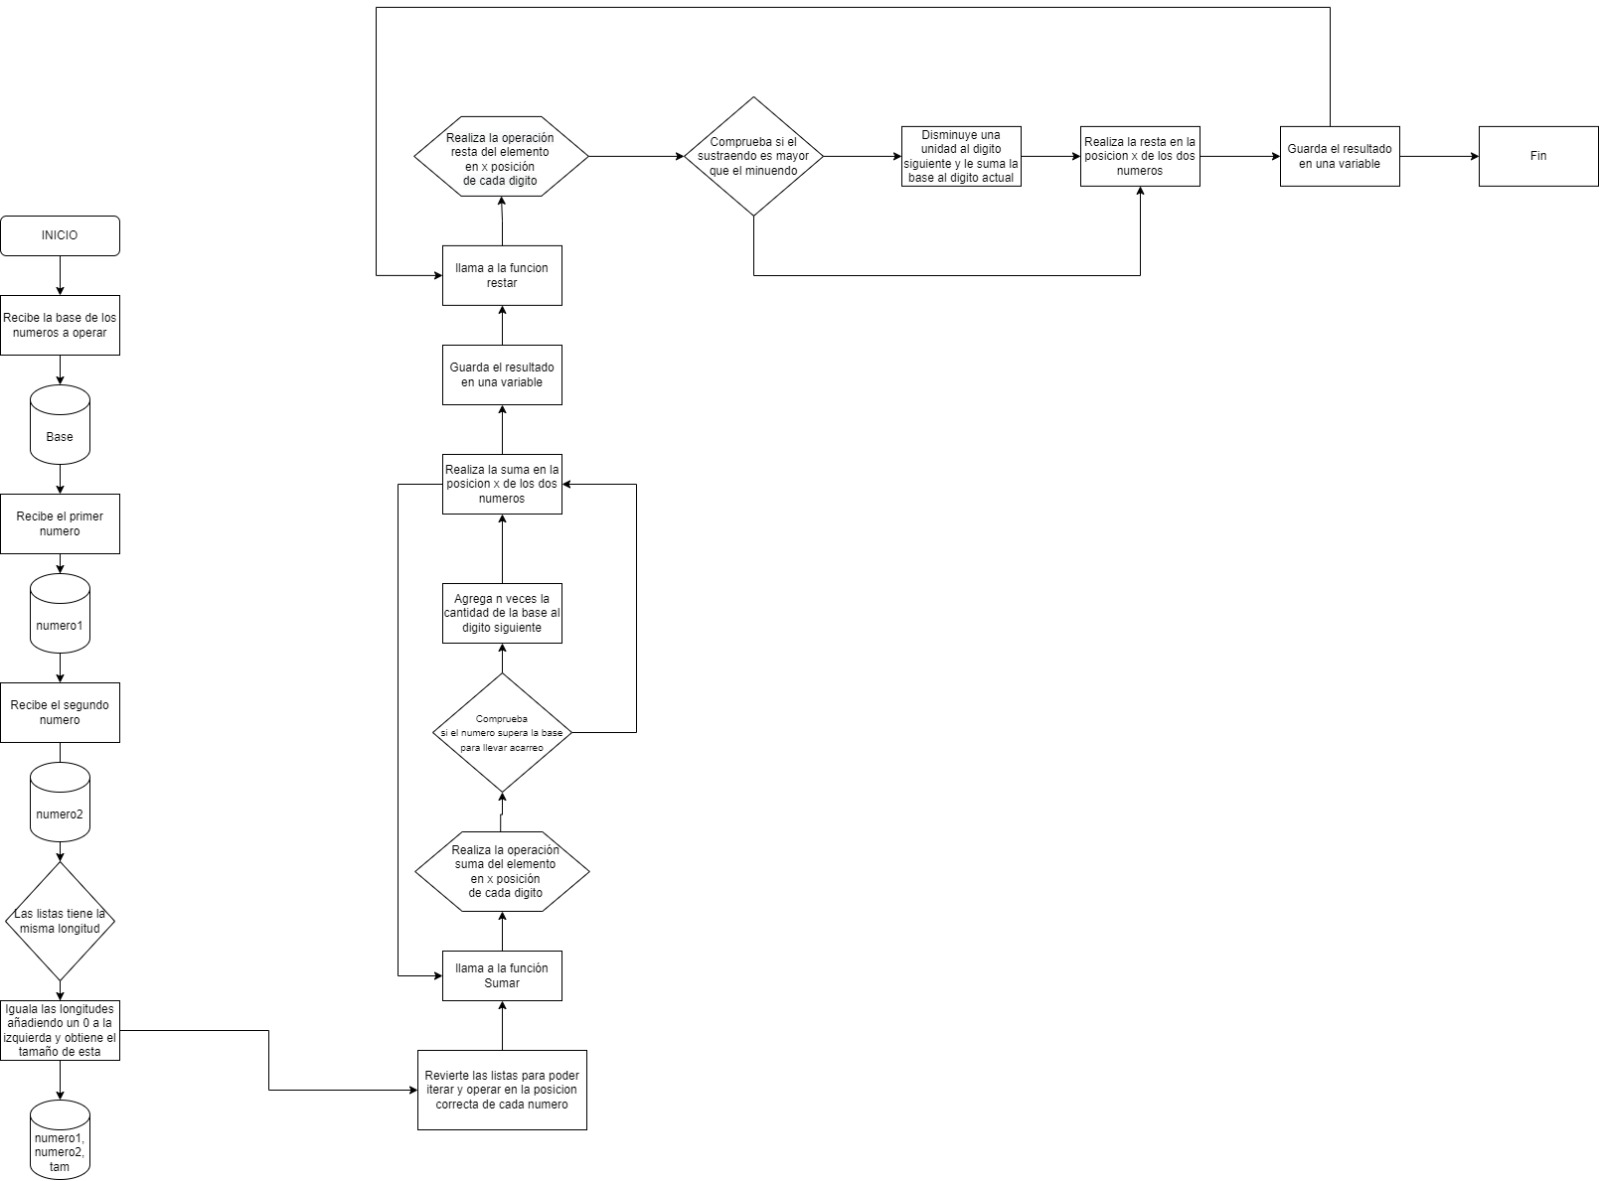 INICIO
Recibe la base de los
numeros a operar
Base
Recibe el primer
numero
numero1
Recibe el segundo
numero
numero2
Las listas tiene la
misma longitud
Iguala las longitudes
añadiendo un 0 a la
izquierda y obtiene el
tamaño de esta
numero1,
numero2,
tam
Revierte las listas para poder
iterar y operar en la posicion
correcta de cada numero
llama a la función
Sumar
Realiza la operación
suma del elemento
en x posición
de cada digito
Comprueba
si el numero supera la base
para llevar acarreo
Agrega n veces la
cantidad de la base al
digito siguiente
Realiza la suma en la
posicion x de los dos
numeros
Guarda el resultado
en una variable
llama a la funcion
restar
Realiza la operación
resta del elemento
en x posición
de cada digito
Comprueba si el
sustraendo es mayor
que el minuendo
Disminuye una
unidad al digito
siguiente y le suma la
base al digito actual
Realiza la resta en la
posicion x de los dos
numeros
Guarda el resultado
en una variable
Fin